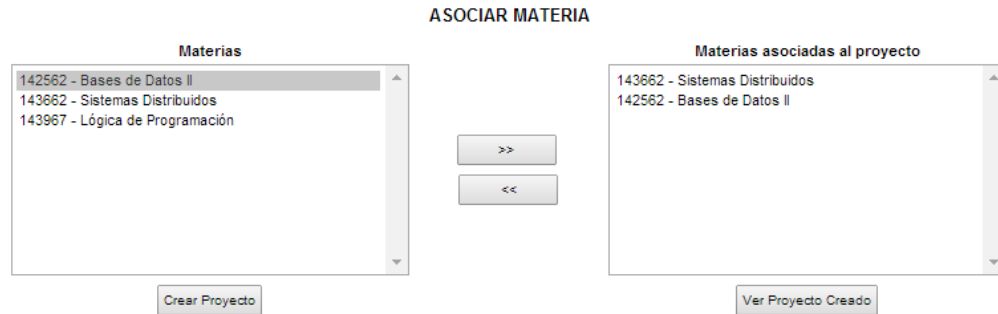 ASOCIAR MATERIA
Materias
142562 - Bases de Datos II
143662 - Sistemas Distribuidos
143967 - Lógica de Programación
>>
<<
Materias asociadas al proyecto
143662 - Sistemas Distribuidos
142562 - Bases de Datos II
Crear Proyecto
Ver Proyecto Creado